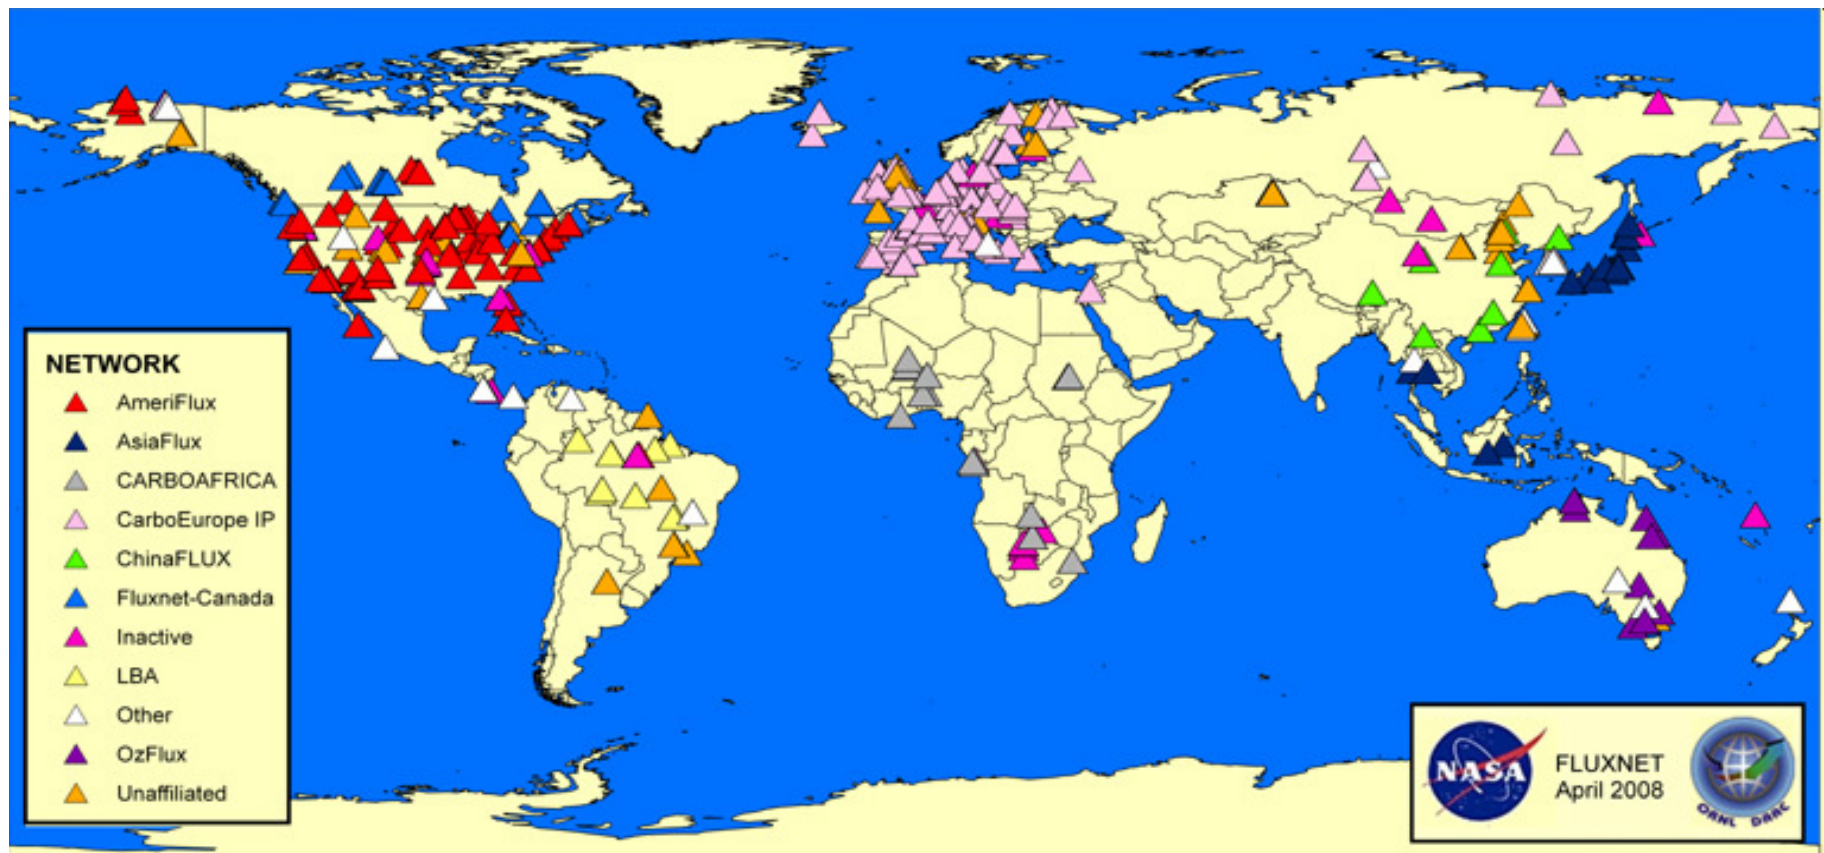 NETWORK
AmeriFlux
AsiaFlux
CARBOAFRICA
CarboEurope IP
ChinaFLUX
Fluxnet-Canada
Inactive
LBA
Other
OzFlux
Unaffiliated
NASA
FLUXNET
April 2008
ORNL DAAC